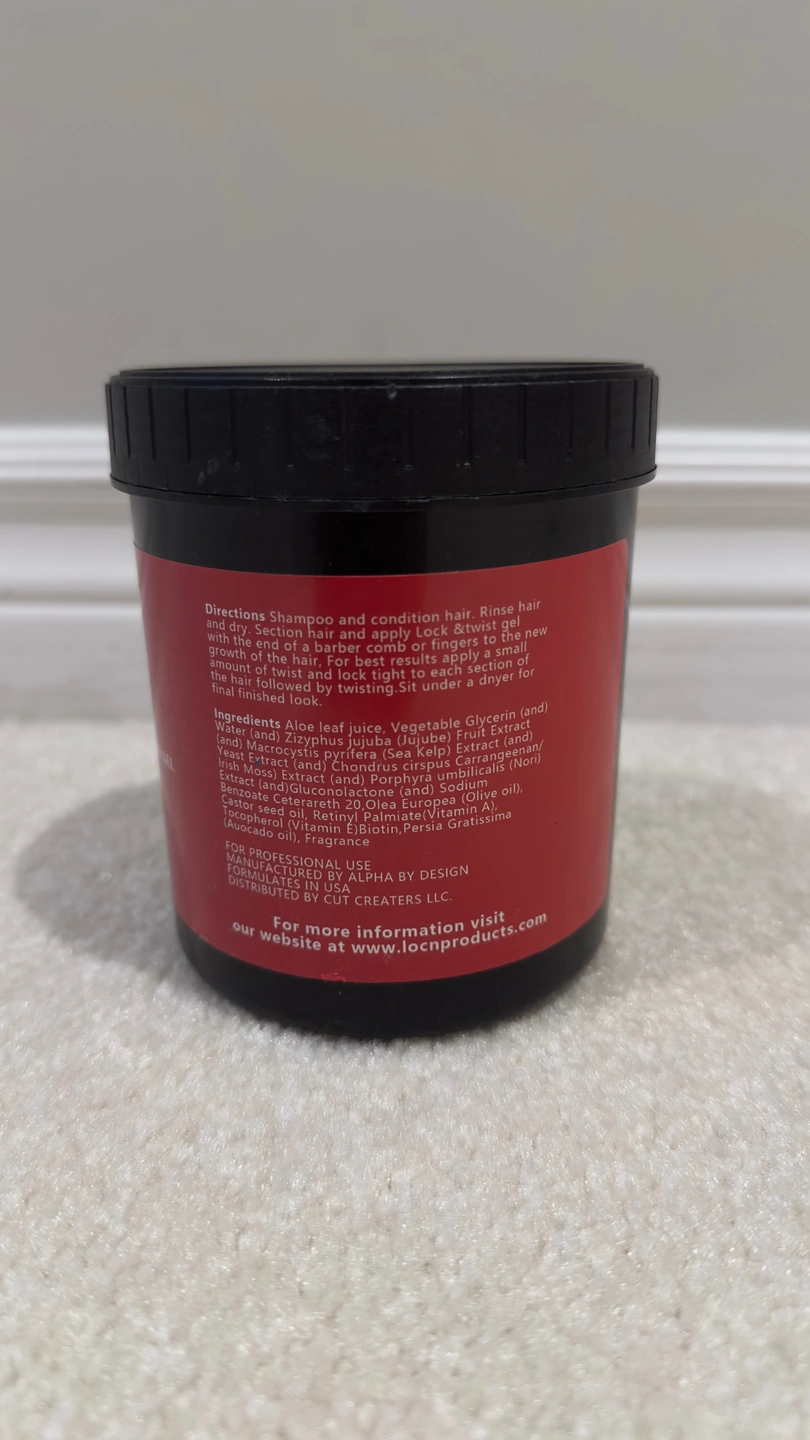 Directions Shampoo and condition hair. Rinse hair
and dry. Section hair and apply Lock &twist gel
with the end of a barber comb or fingers to the new
growth of the hair, For best results apply a small
amount of twist and lock tight to each section of
the hair followed by twisting.Sit under a dnyer for
final finished look.
Ingredients Aloe leaf juice, Vegetable Glycerin (and)
Water (and) Zizyphus jujuba (Jujube) Fruit Extract
(and) Macrocystis pyrifera (Sea Kelp) Extract (and)
Yeast Extract (and) Chondrus cirspus Carrangeenan/
Irish Moss) Extract (and) Porphyra umbilicalis (Nori)
Extract (and)Gluconolactone (and) Sodium
Benzoate Ceterareth 20,Olea Europea (Olive oil),
Castor seed oil, Retinyl Palmiate(Vitamin A),
Tocopherol (Vitamin E)Biotin,Persia Gratissima
(Avocado oil), Fragrance
FOR PROFESSIONAL USE
MANUFACTURED BY ALPHA BY DESIGN
FORMULATES IN USA
DISTRIBUTED BY CUT CREATERS LLC.
For more information visit
our website at www.locnproducts.com